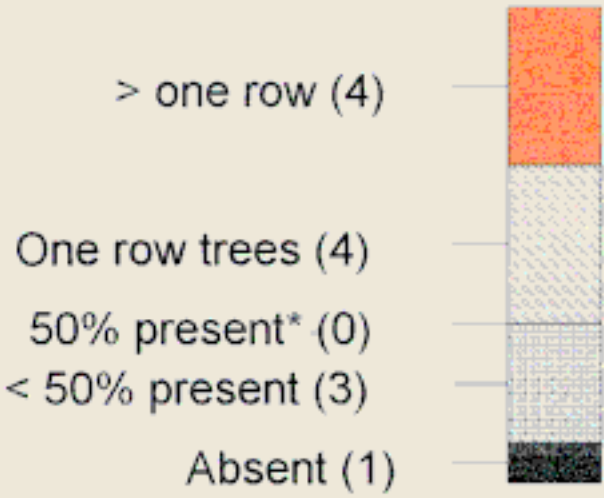 > one row (4)
One row trees (4)
50% present* (0)
< 50% present (3)
Absent (1)